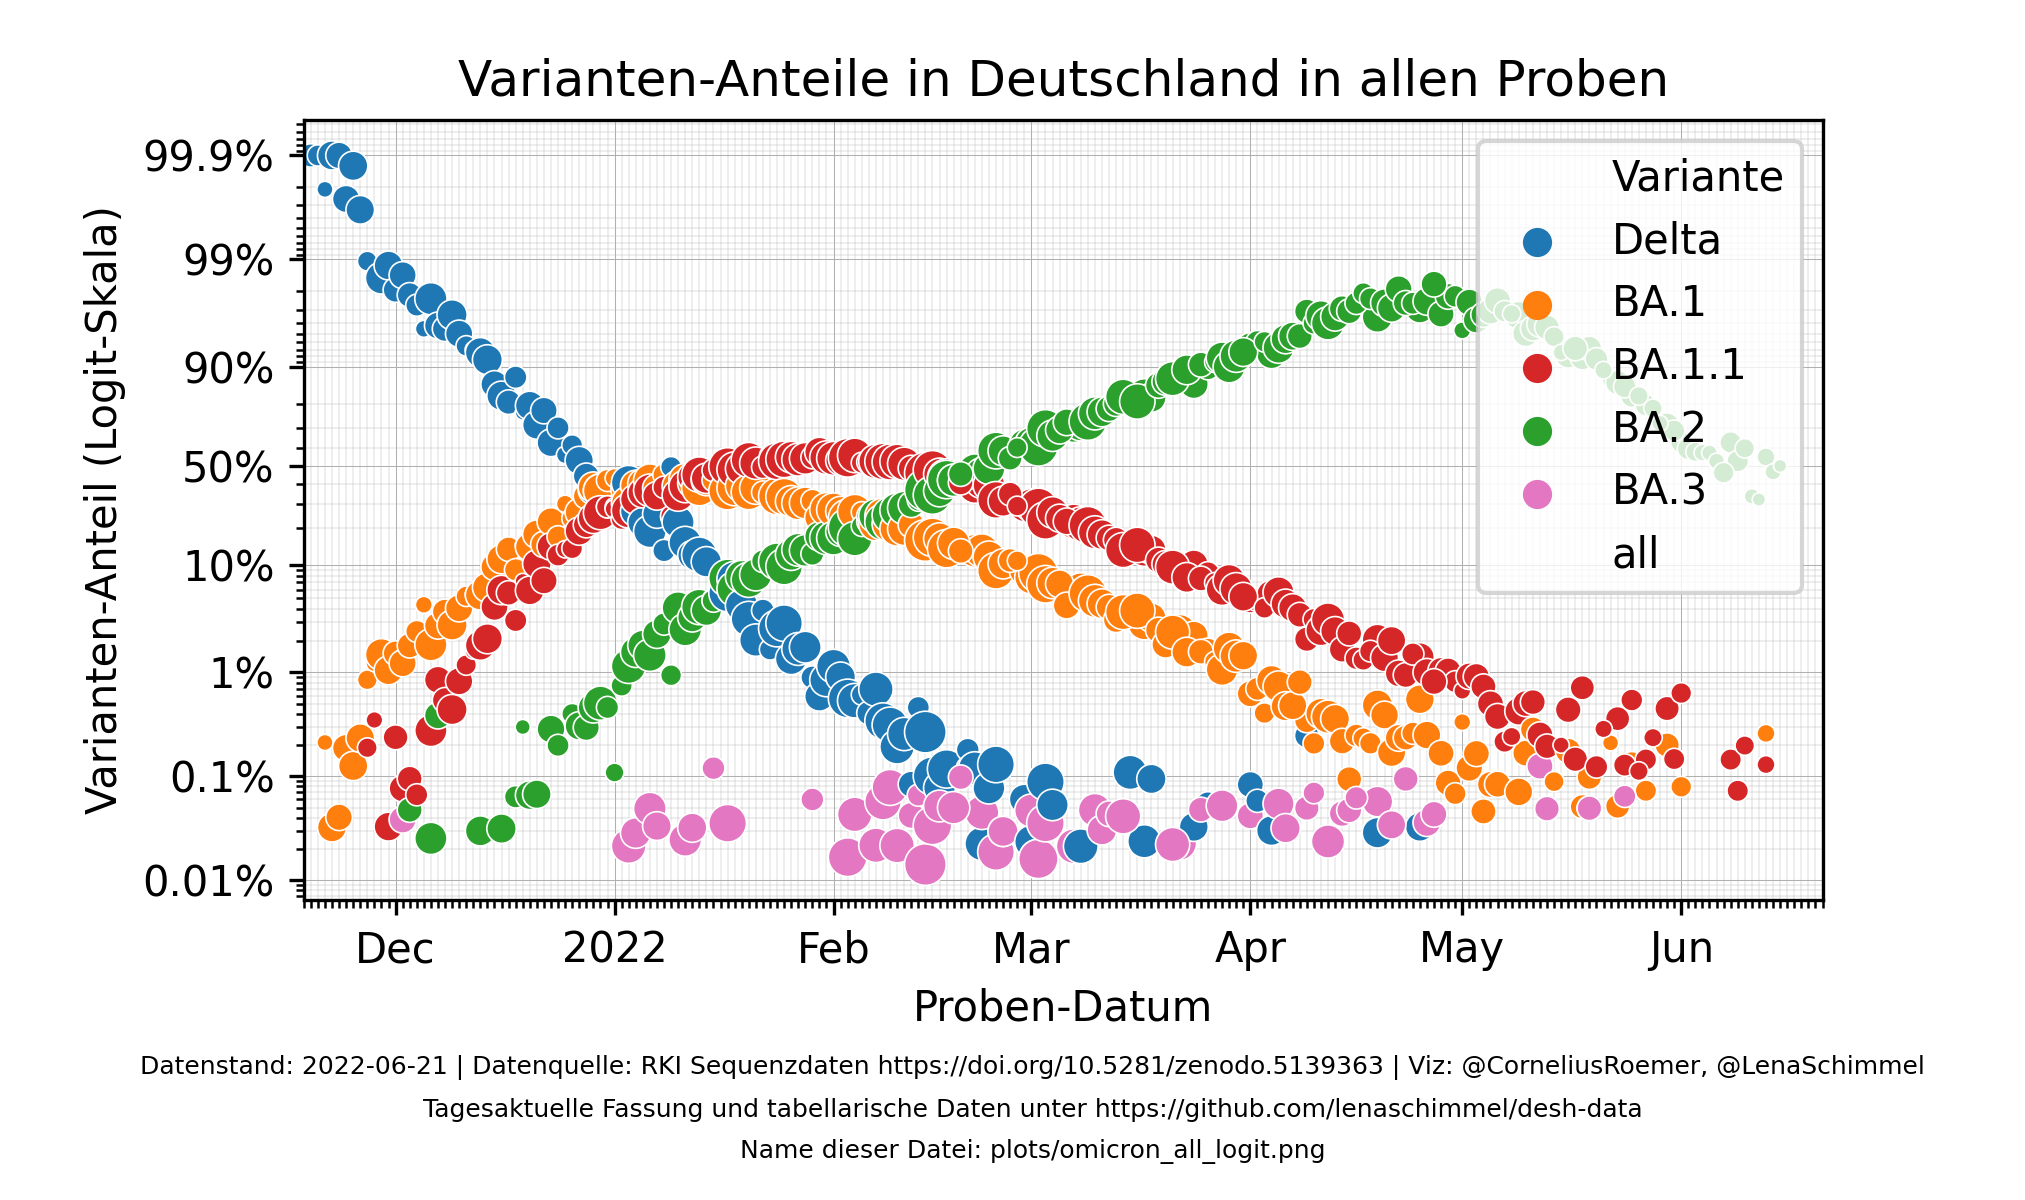 Varianten-Anteile in Deutschland in allen Proben
Varianten-Anteil (Logit-Skala)
99.9%
99%
90%
50%
10%
1%
0.1%
0.01%
Variante
Delta
BA.1
BA.1.1
BA.2
BA.3
all
Dec 2022 Feb Mar Apr May Jun
Proben-Datum
Datenstand: 2022-06-21 | Datenquelle: RKI Sequenzdaten https://doi.org/10.5281/zenodo.5139363 | Viz: @CorneliusRoemer, @LenaSchimmel
Tagesaktuelle Fassung und tabellarische Daten unter https://github.com/lenaschimmel/desh-data
Name dieser Datei: plots/omicron_all_logit.png